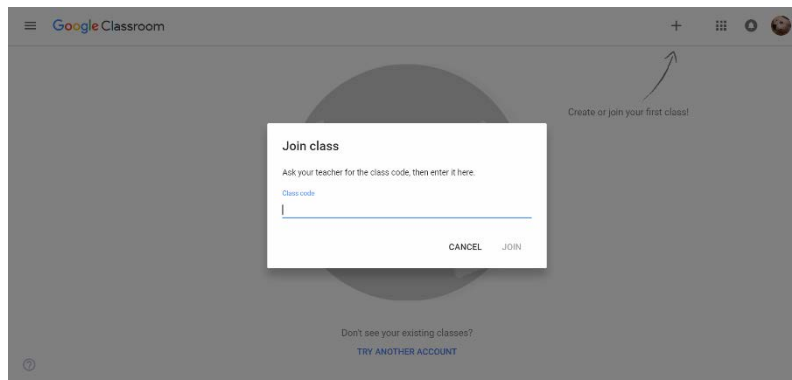 Google Classroom
Create or join your first class!
Join class
Ask your teacher for the class code, then enter it here.
Class code
CANCEL JOIN
Don't see your existing classes?
TRY ANOTHER ACCOUNT